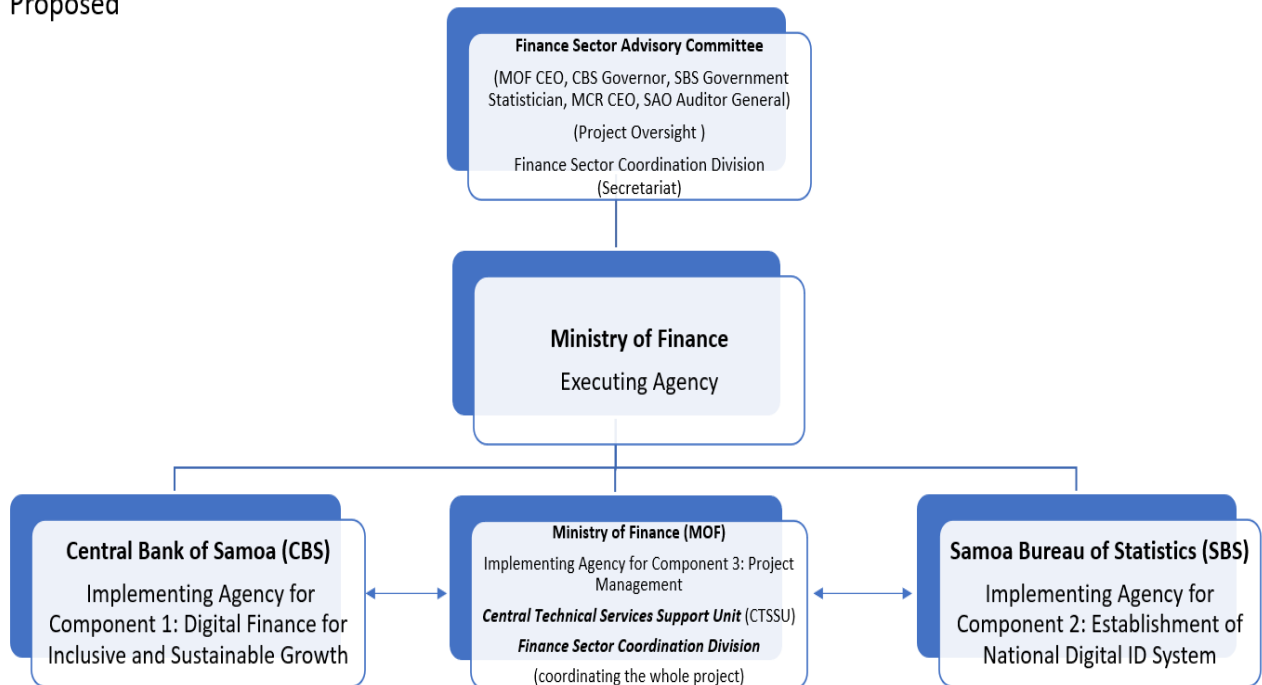 Proposed
Finance Sector Advisory Committee
(MOF CEO, CBS Governor, SBS Government
Statistician, MCR CEO, SAO Auditor General)
(Project Oversight )
Finance Sector Coordination Division
(Secretariat)
Ministry of Finance
Executing Agency
Central Bank of Samoa (CBS)
Implementing Agency for
Component 1: Digital Finance for
Inclusive and Sustainable Growth
Ministry of Finance (MOF)
Implementing Agency for Component 3: Project
Management
Central Technical Services Support Unit (CTSSU)
Finance Sector Coordination Division
(coordinating the whole project)
Samoa Bureau of Statistics (SBS)
Implementing Agency for
Component 2: Establishment of
National Digital ID System